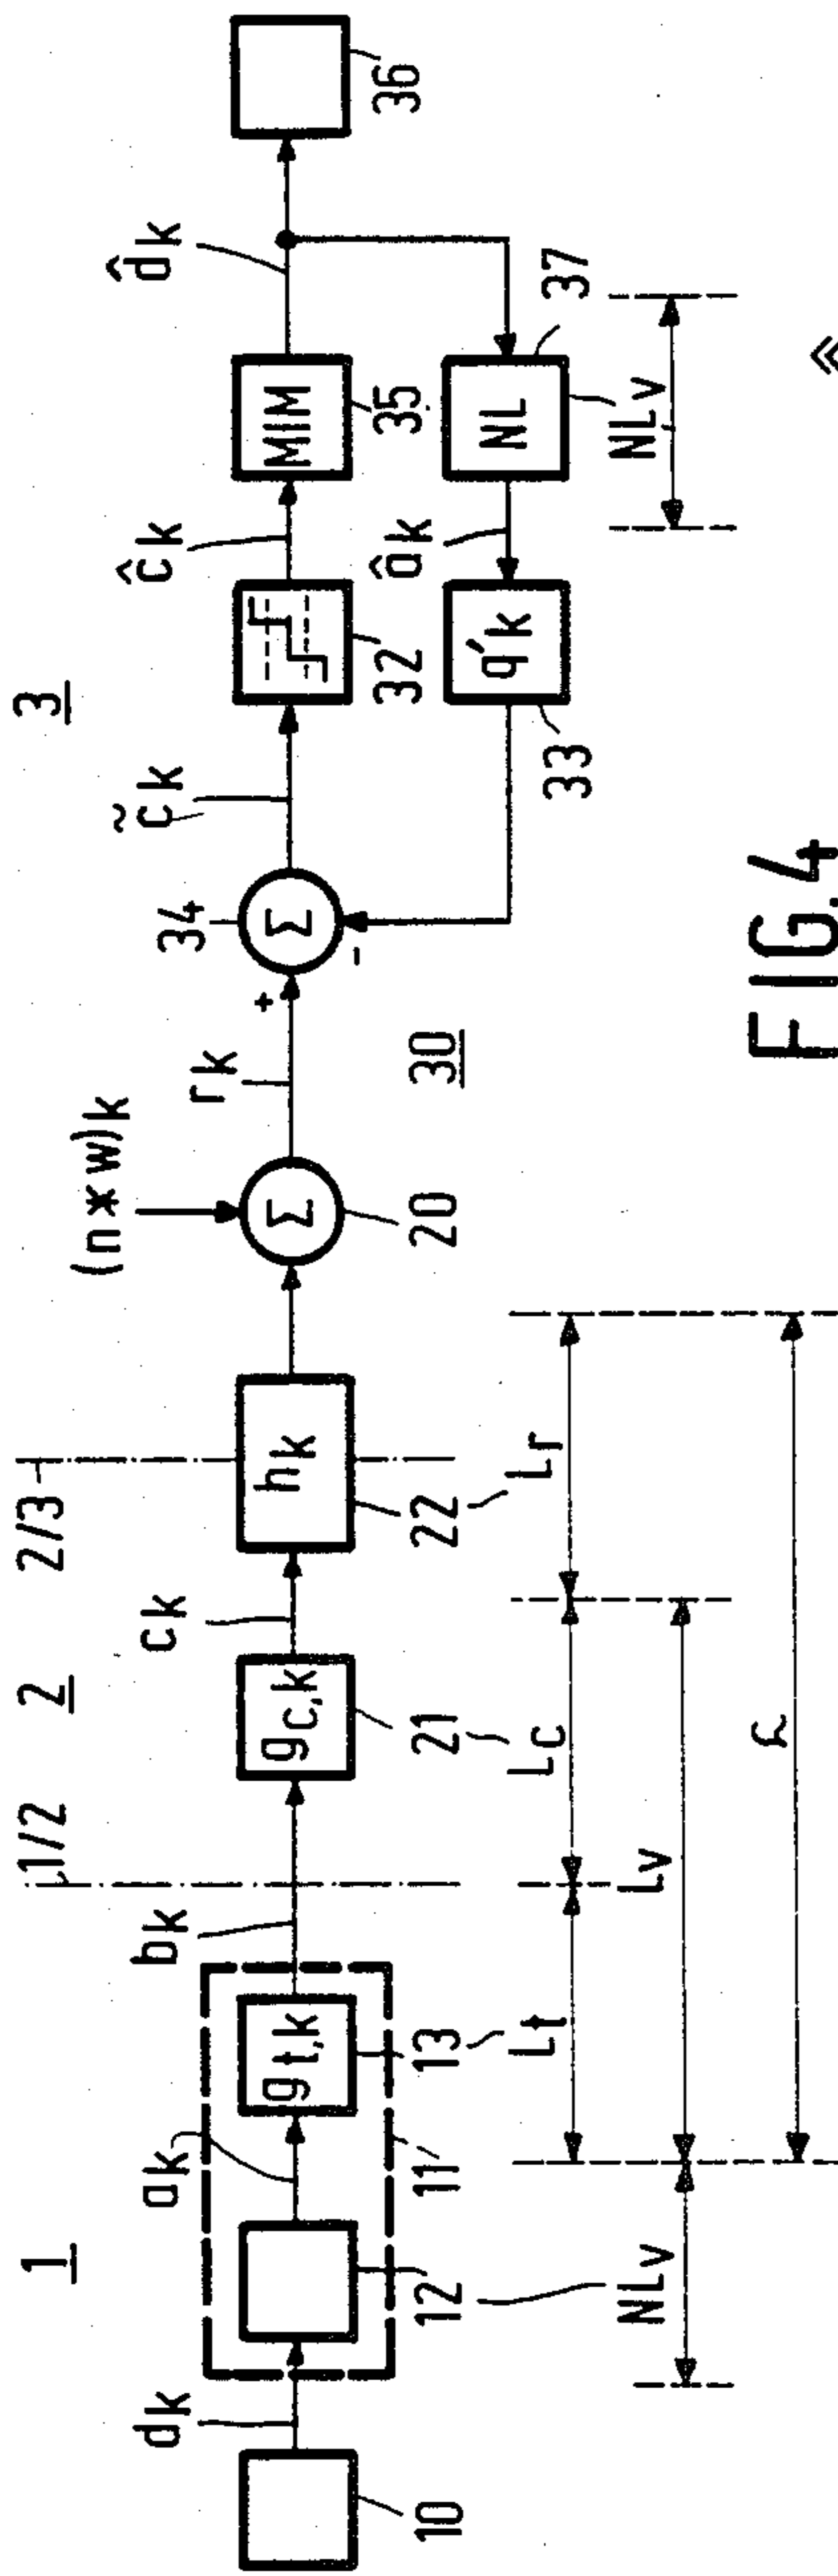 1
1/2
2
2/3
3
dk
ak
bk
ck
(n*w)k
rk
34
c̃k
ĉk
d̂k
gt,k
gc,k
hk
Σ
Σ
+
-
MIM
10
12
11
13
21
22
20
30
32
35
36
âk
q'k
NL
33
37
NLv
Lt
Lc
Lr
NLv
Lv
FIG. 4